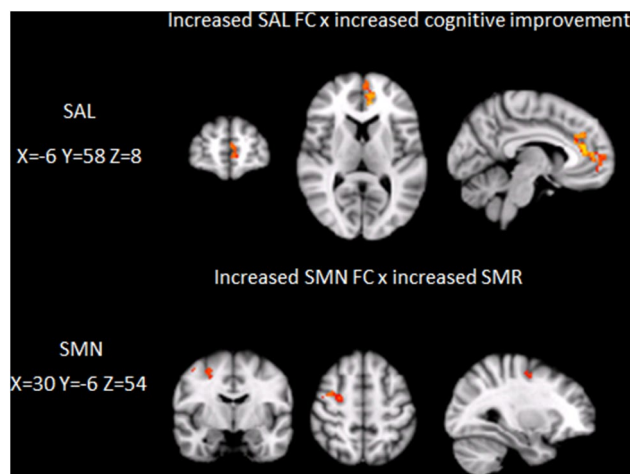 Increased SAL FC x increased cognitive improvement
SAL
X=-6 Y=58 Z=8
Increased SMN FC x increased SMR
SMN
X=30 Y=-6 Z=54